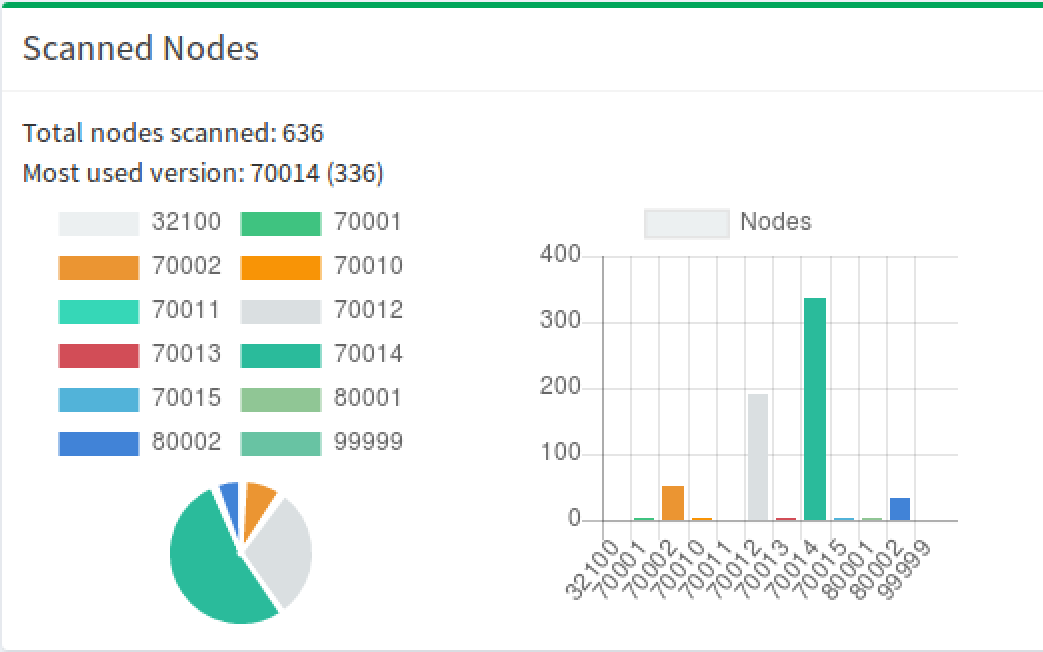 Scanned Nodes
Total nodes scanned: 636
Most used version: 70014 (336)
32100 70001
70002 70010
70011 70012
70013 70014
70015 80001
80002 99999
Nodes
400
300
200
100
0
32100 70001 70002 70010 70011 70012 70013 70014 70015 80001 80002 99999